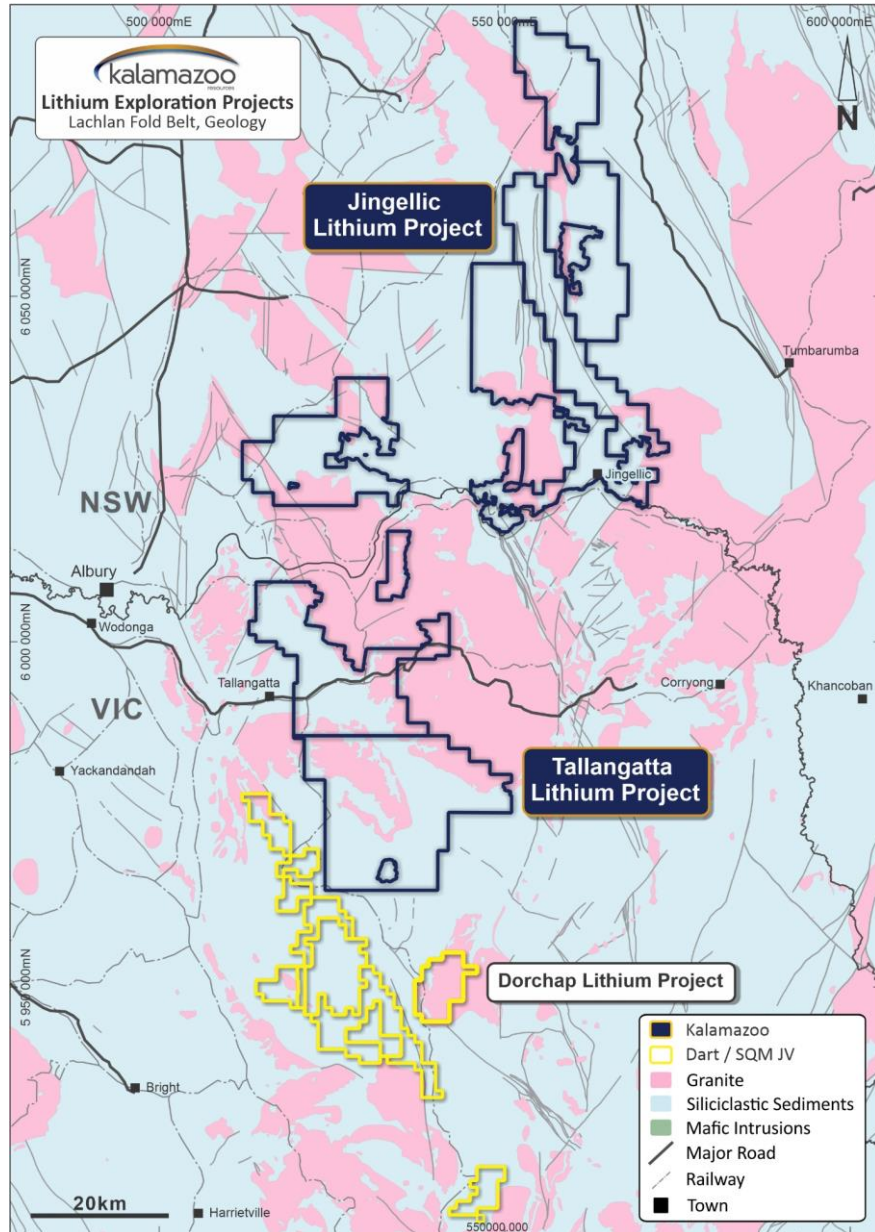 500 000mE
550 000mE
600 000mE
kalamazoo
RESOURCES
Lithium Exploration Projects
Lachlan Fold Belt, Geology
N
Jingellic
Lithium Project
6 050 000mN
Tumbarumba
Jingellic
NSW
Albury
Wodonga
6 000 000mN
Tallangatta
Corryong
Khancoban
VIC
Yackandandah
Tallangatta
Lithium Project
Dorchap Lithium Project
5 950 000mN
Bright
Kalamazoo
Dart / SQM JV
Granite
Siliciclastic Sediments
Mafic Intrusions
Major Road
Railway
Town
20km
Harrietville
550000.000